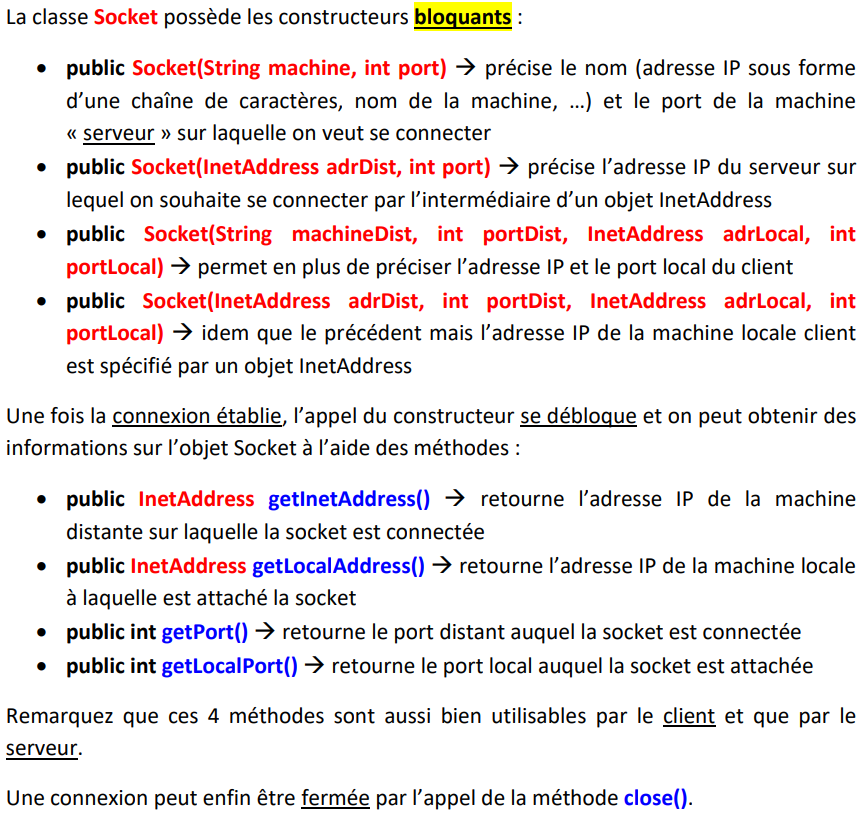 La classe Socket possède les constructeurs bloquants :
• public Socket(String machine, int port) → précise le nom (adresse IP sous forme
d'une chaîne de caractères, nom de la machine, …) et le port de la machine
« serveur » sur laquelle on veut se connecter
• public Socket(InetAddress adrDist, int port) → précise l'adresse IP du serveur sur
lequel on souhaite se connecter par l'intermédiaire d'un objet InetAddress
• public Socket(String machineDist, int portDist, InetAddress adrLocal, int
portLocal) → permet en plus de préciser l'adresse IP et le port local du client
• public Socket(InetAddress adrDist, int portDist, InetAddress adrLocal, int
portLocal) → idem que le précédent mais l'adresse IP de la machine locale client
est spécifié par un objet InetAddress
Une fois la connexion établie, l'appel du constructeur se débloque et on peut obtenir des
informations sur l'objet Socket à l'aide des méthodes :
• public InetAddress getInetAddress() → retourne l'adresse IP de la machine
distante sur laquelle la socket est connectée
• public InetAddress getLocalAddress() → retourne l'adresse IP de la machine locale
à laquelle est attaché la socket
• public int getPort() → retourne le port distant auquel la socket est connectée
• public int getLocalPort() → retourne le port local auquel la socket est attachée
Remarquez que ces 4 méthodes sont aussi bien utilisables par le client et que par le
serveur.
Une connexion peut enfin être fermée par l'appel de la méthode close().